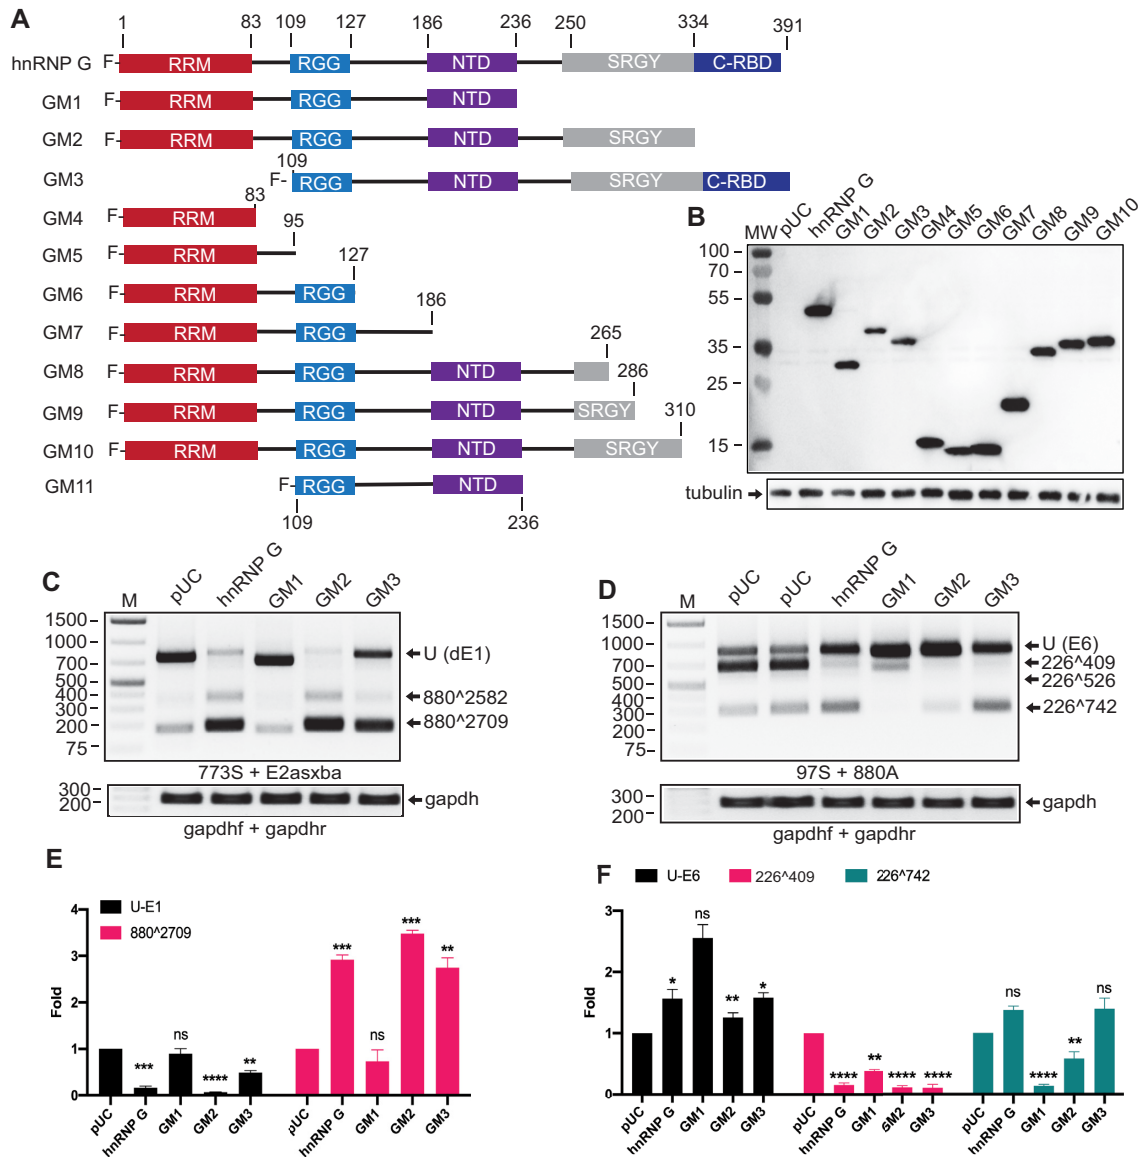 A
1 83 109 127 186 236 250 334 391
hnRNP G F- RRM RGG NTD SRGY C-RBD
GM1 F- RRM RGG NTD
GM2 F- RRM RGG NTD SRGY
109
GM3 F- RGG NTD SRGY C-RBD
GM4 F- RRM 83
GM5 F- RRM 95
GM6 F- RRM RGG 127
GM7 F- RRM RGG 186
GM8 F- RRM RGG NTD 265
GM9 F- RRM RGG NTD SRGY 286
GM10 F- RRM RGG NTD SRGY 310
GM11 F- RGG NTD
109 236
B
MW pUC hnRNP G GM1 GM2 GM3 GM4 GM5 GM6 GM7 GM8 GM9 GM10
100
70
55
35
25
15
tubulin
C
M pUC hnRNP G GM1 GM2 GM3
1500
1000
700
500
400
300
200
75
U (dE1)
880^2582
880^2709
773S + E2asxba
300
200
gapdh
gapdhf + gapdhr
D
M pUC pUC hnRNP G GM1 GM2 GM3
1500
1000
700
500
400
300
200
U (E6)
226^409
226^526
226^742
97S + 880A
300
200
gapdh
gapdhf + gapdhr
E
U-E1
880^2709
Fold
4
3
2
1
0
*** ns **** ** *** ns *** **
pUC hnRNP G GM1 GM2 GM3 pUC hnRNP G GM1 GM2 GM3
F
U-E6 226^409 226^742
Fold
3
2
1
0
* ns ** * **** ** **** **** ns **** ** ns
pUC hnRNP G GM1 GM2 GM3 pUC hnRNP G GM1 GM3 pUC hnRNP G GM1 GM2 GM3